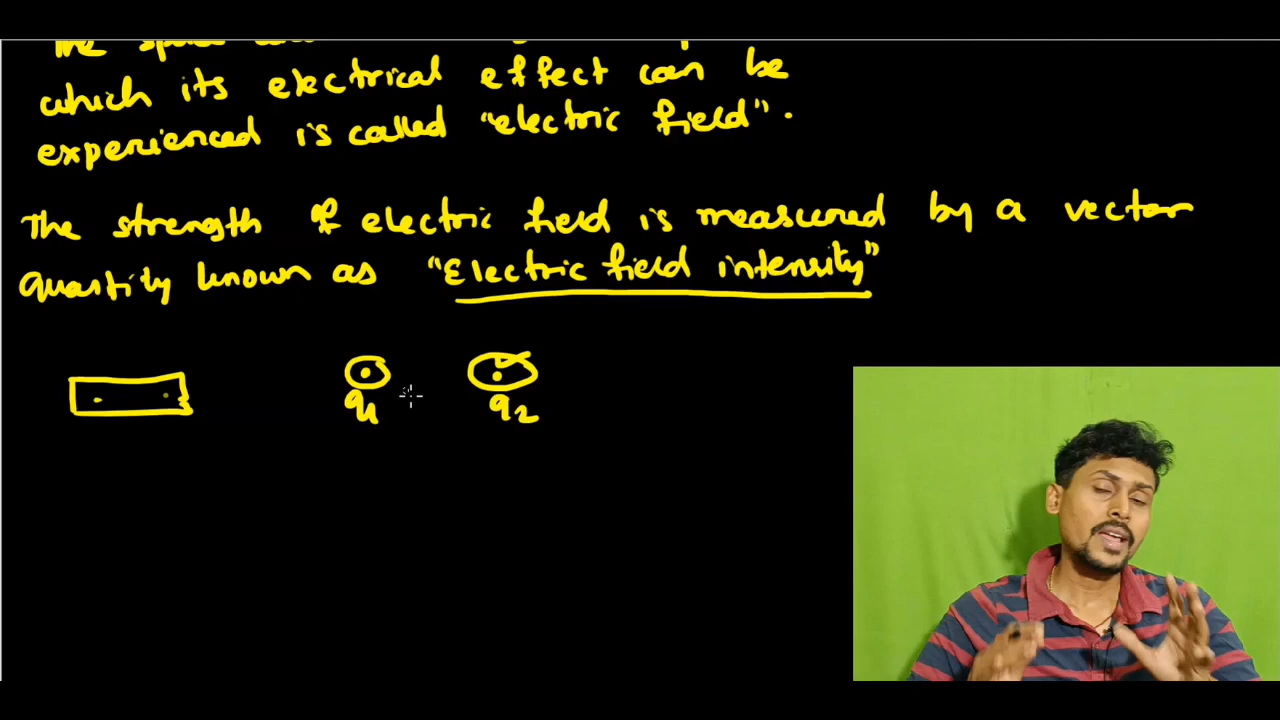 The
which its electrical effect can be
experienced is called "electric field".
The strength of electric field is measured by a vector
quantity known as "Electric field intensity"
q1 q2